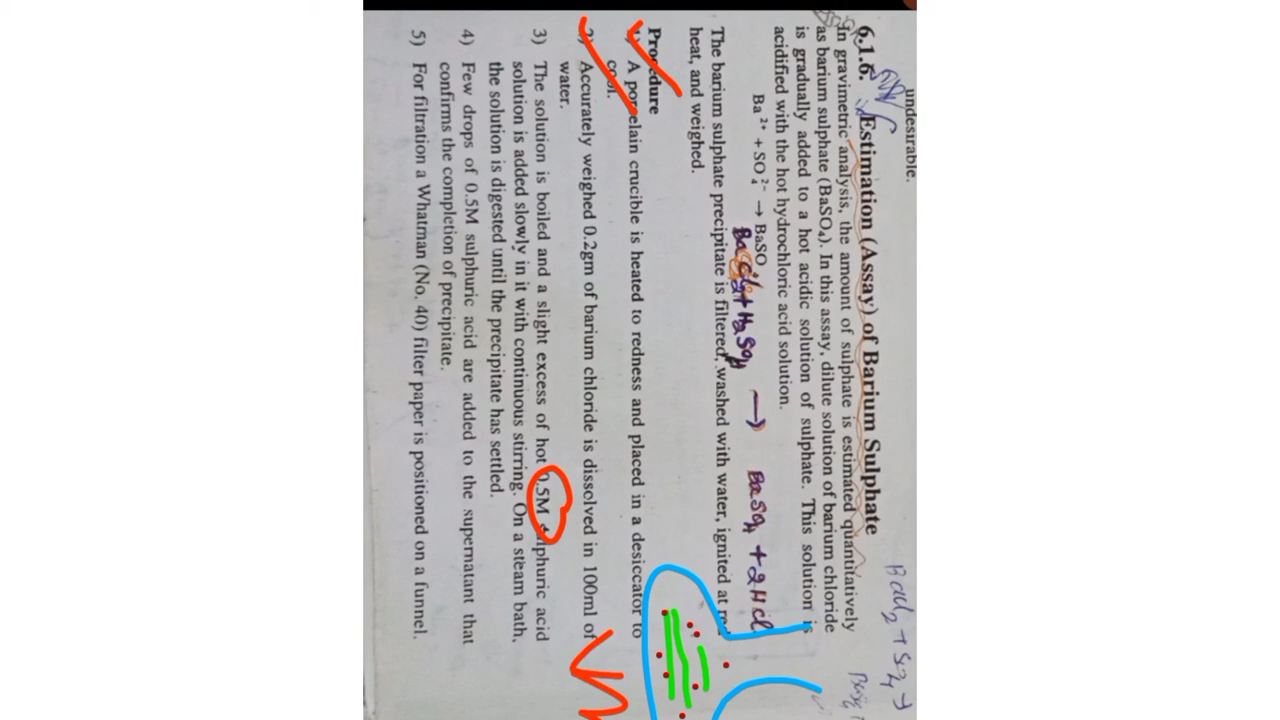 undesirable.
6.1.6. Estimation (Assay) of Barium Sulphate
In gravimetric analysis, the amount of sulphate is estimated quantitatively
as barium sulphate (BaSO₄). In this assay, dilute solution of barium chloride
is gradually added to a hot acidic solution of sulphate. This solution is
acidified with the hot hydrochloric acid solution.
Ba ²⁺ + SO₄²⁻ → BaSO
BaCl₂ + H₂SO₄ → BaSO₄ + 2HCl
The barium sulphate precipitate is filtered, washed with water, ignited at red
heat, and weighed.
Procedure
1) A porcelain crucible is heated to redness and placed in a desiccator to
cool.
2) Accurately weighed 0.2gm of barium chloride is dissolved in 100ml of
water.
3) The solution is boiled and a slight excess of hot 0.5M sulphuric acid
solution is added slowly in it with continuous stirring. On a steam bath,
the solution is digested until the precipitate has settled.
4) Few drops of 0.5M sulphuric acid are added to the supernatant that
confirms the completion of precipitate.
5) For filtration a Whatman (No. 40) filter paper is positioned on a funnel.
BaCl₂ + SO₄ →